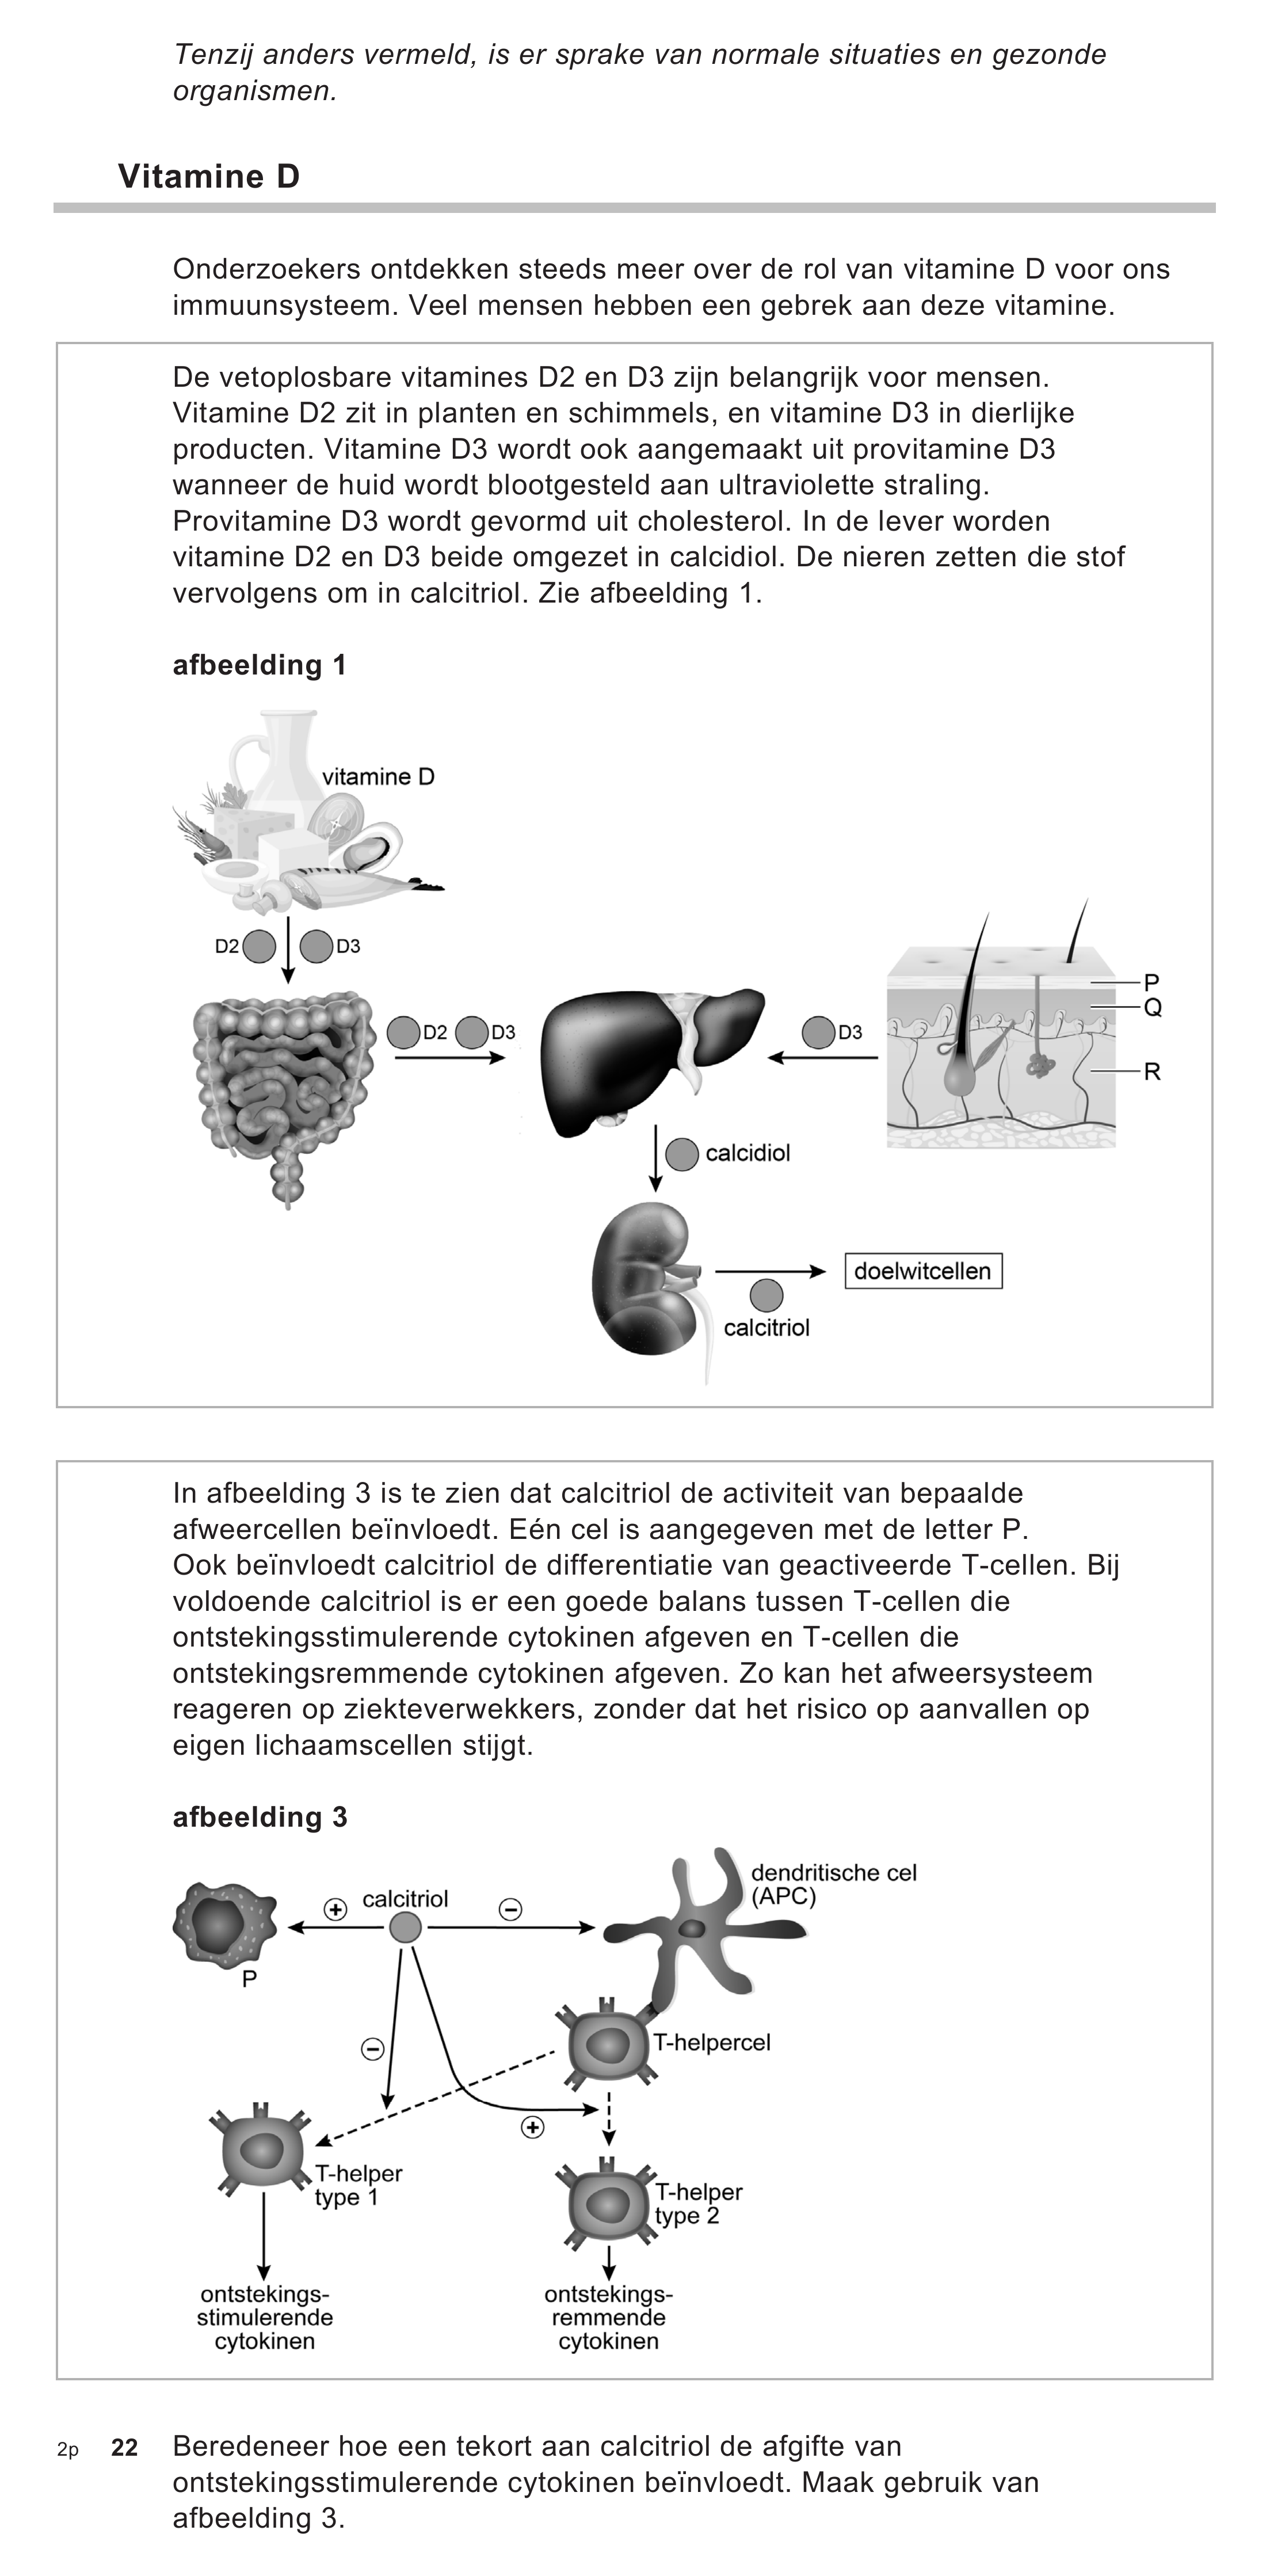 Tenzij anders vermeld, is er sprake van normale situaties en gezonde
organismen.
Vitamine D
Onderzoekers ontdekken steeds meer over de rol van vitamine D voor ons
immuunsysteem. Veel mensen hebben een gebrek aan deze vitamine.
De vetoplosbare vitamines D2 en D3 zijn belangrijk voor mensen.
Vitamine D2 zit in planten en schimmels, en vitamine D3 in dierlijke
producten. Vitamine D3 wordt ook aangemaakt uit provitamine D3
wanneer de huid wordt blootgesteld aan ultraviolette straling.
Provitamine D3 wordt gevormd uit cholesterol. In de lever worden
vitamine D2 en D3 beide omgezet in calcidiol. De nieren zetten die stof
vervolgens om in calcitriol. Zie afbeelding 1.
afbeelding 1
vitamine D
D2 D3
P
Q
D2 D3
D3
R
calcidiol
doelwitcellen
calcitriol
In afbeelding 3 is te zien dat calcitriol de activiteit van bepaalde
afweercellen beïnvloedt. Eén cel is aangegeven met de letter P.
Ook beïnvloedt calcitriol de differentiatie van geactiveerde T-cellen. Bij
voldoende calcitriol is er een goede balans tussen T-cellen die
ontstekingsstimulerende cytokinen afgeven en T-cellen die
ontstekingsremmende cytokinen afgeven. Zo kan het afweersysteem
reageren op ziekteverwekkers, zonder dat het risico op aanvallen op
eigen lichaamscellen stijgt.
afbeelding 3
dendritische cel
(APC)
calcitriol
+
−
P
T-helpercel
−
+
T-helper
type 1
T-helper
type 2
ontstekings-
stimulerende
cytokinen
ontstekings-
remmende
cytokinen
2p 22 Beredeneer hoe een tekort aan calcitriol de afgifte van
ontstekingsstimulerende cytokinen beïnvloedt. Maak gebruik van
afbeelding 3.